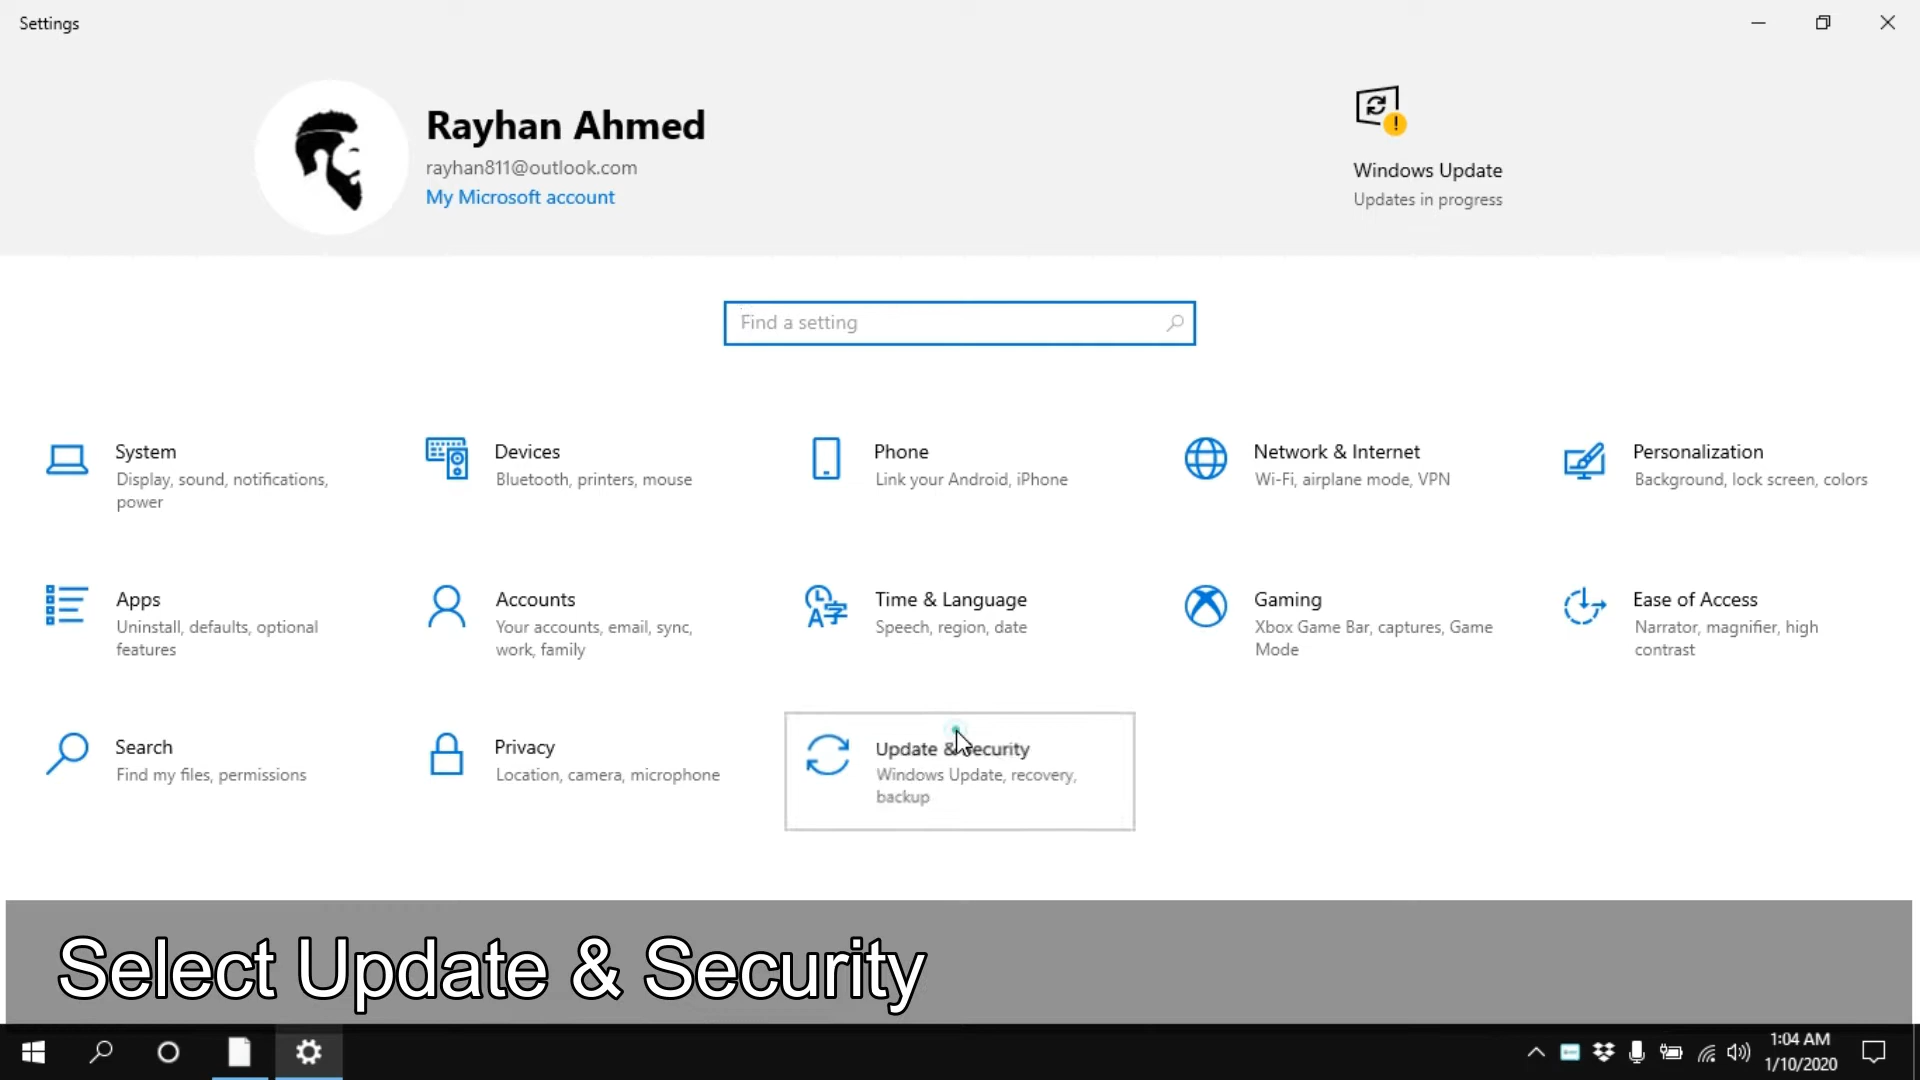 Settings
Rayhan Ahmed
rayhan811@outlook.com
My Microsoft account
Windows Update
Updates in progress
Find a setting
System
Display, sound, notifications,
power
Devices
Bluetooth, printers, mouse
Phone
Link your Android, iPhone
Network & Internet
Wi-Fi, airplane mode, VPN
Personalization
Background, lock screen, colors
Apps
Uninstall, defaults, optional
features
Accounts
Your accounts, email, sync,
work, family
Time & Language
Speech, region, date
Gaming
Xbox Game Bar, captures, Game
Mode
Ease of Access
Narrator, magnifier, high
contrast
Search
Find my files, permissions
Privacy
Location, camera, microphone
Update & Security
Windows Update, recovery,
backup
Select Update & Security
1:04 AM
1/10/2020